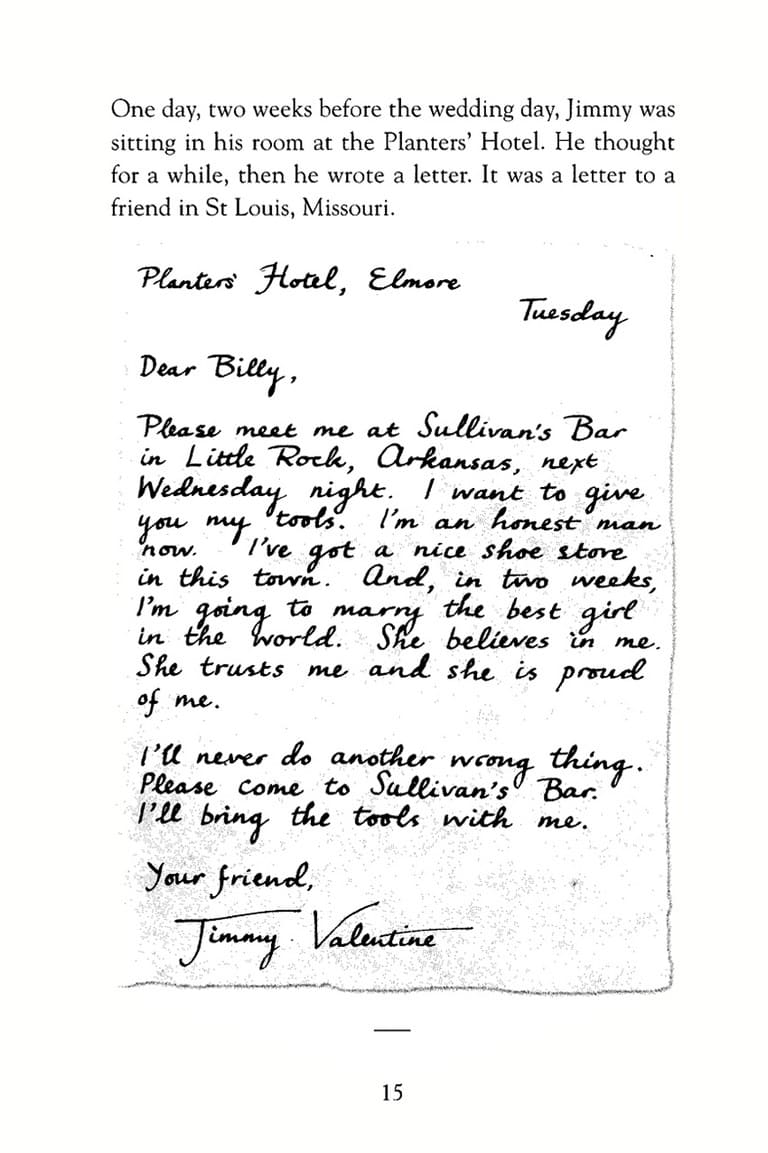 One day, two weeks before the wedding day, Jimmy was
sitting in his room at the Planters' Hotel. He thought
for a while, then he wrote a letter. It was a letter to a
friend in St Louis, Missouri.
Planters' Hotel, Elmore
Tuesday
Dear Billy,
Please meet me at Sullivan's Bar
in Little Rock, Arkansas, next
Wednesday night. I want to give
you my tools. I'm an honest man
now. I've got a nice shoe store
in this town. And, in two weeks,
I'm going to marry the best girl
in the world. She believes in me.
She trusts me and she is proud
of me.
I'll never do another wrong thing.
Please come to Sullivan's Bar.
I'll bring the tools with me.
Your friend,
Jimmy Valentine
15